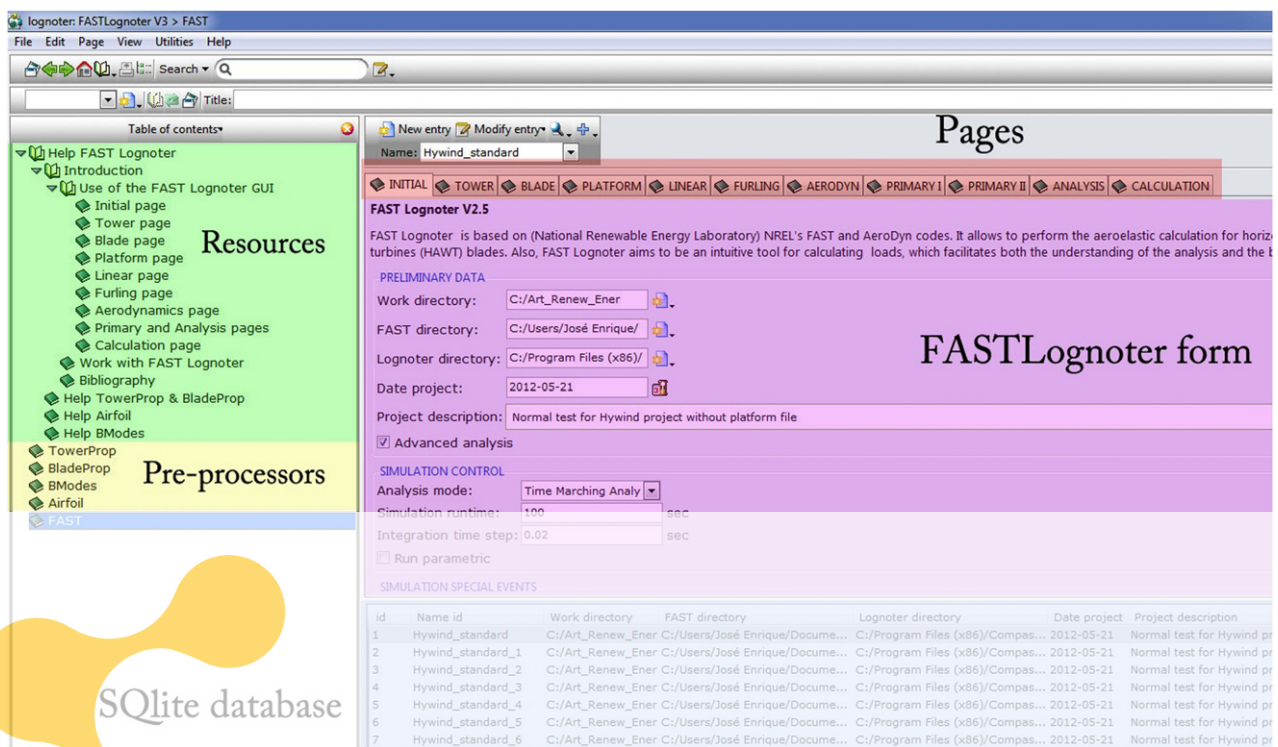 lognoter: FASTLognoter V3 > FAST
File Edit Page View Utilities Help
Search
Title:
Table of contents
New entry Modify entry
Name: Hywind_standard
Pages
Help FAST Lognoter
Introduction
Use of the FAST Lognoter GUI
Initial page
Tower page
Blade page
Platform page
Linear page
Furling page
Aerodynamics page
Primary and Analysis pages
Calculation page
Work with FAST Lognoter
Bibliography
Help TowerProp & BladeProp
Help Airfoil
Help BModes
Resources
TowerProp
BladeProp
BModes
Airfoil
FAST
Pre-processors
INITIAL TOWER BLADE PLATFORM LINEAR FURLING AERODYN PRIMARY I PRIMARY II ANALYSIS CALCULATION
FAST Lognoter V2.5
FAST Lognoter is based on (National Renewable Energy Laboratory) NREL's FAST and AeroDyn codes. It allows to perform the aeroelastic calculation for horizo
turbines (HAWT) blades. Also, FAST Lognoter aims to be an intuitive tool for calculating loads, which facilitates both the understanding of the analysis and the b
PRELIMINARY DATA
Work directory: C:/Art_Renew_Ener
FAST directory: C:/Users/José Enrique/
Lognoter directory: C:/Program Files (x86)/
Date project: 2012-05-21
Project description: Normal test for Hywind project without platform file
Advanced analysis
FASTLognoter form
SIMULATION CONTROL
Analysis mode: Time Marching Analy
Simulation runtime: 100 sec
Integration time step: 0.02 sec
Run parametric
SIMULATION SPECIAL EVENTS
id Name id Work directory FAST directory Lognoter directory Date project Project description
1 Hywind_standard C:/Art_Renew_Ener C:/Users/José Enrique/Docume... C:/Program Files (x86)/Compas... 2012-05-21 Normal test for Hywind pr
2 Hywind_standard_1 C:/Art_Renew_Ener C:/Users/José Enrique/Docume... C:/Program Files (x86)/Compas... 2012-05-21 Normal test for Hywind pr
3 Hywind_standard_2 C:/Art_Renew_Ener C:/Users/José Enrique/Docume... C:/Program Files (x86)/Compas... 2012-05-21 Normal test for Hywind pr
4 Hywind_standard_3 C:/Art_Renew_Ener C:/Users/José Enrique/Docume... C:/Program Files (x86)/Compas... 2012-05-21 Normal test for Hywind pr
5 Hywind_standard_4 C:/Art_Renew_Ener C:/Users/José Enrique/Docume... C:/Program Files (x86)/Compas... 2012-05-21 Normal test for Hywind pr
6 Hywind_standard_5 C:/Art_Renew_Ener C:/Users/José Enrique/Docume... C:/Program Files (x86)/Compas... 2012-05-21 Normal test for Hywind pr
7 Hywind_standard_6 C:/Art_Renew_Ener C:/Users/José Enrique/Docume... C:/Program Files (x86)/Compas... 2012-05-21 Normal test for Hywind pr
SQlite database